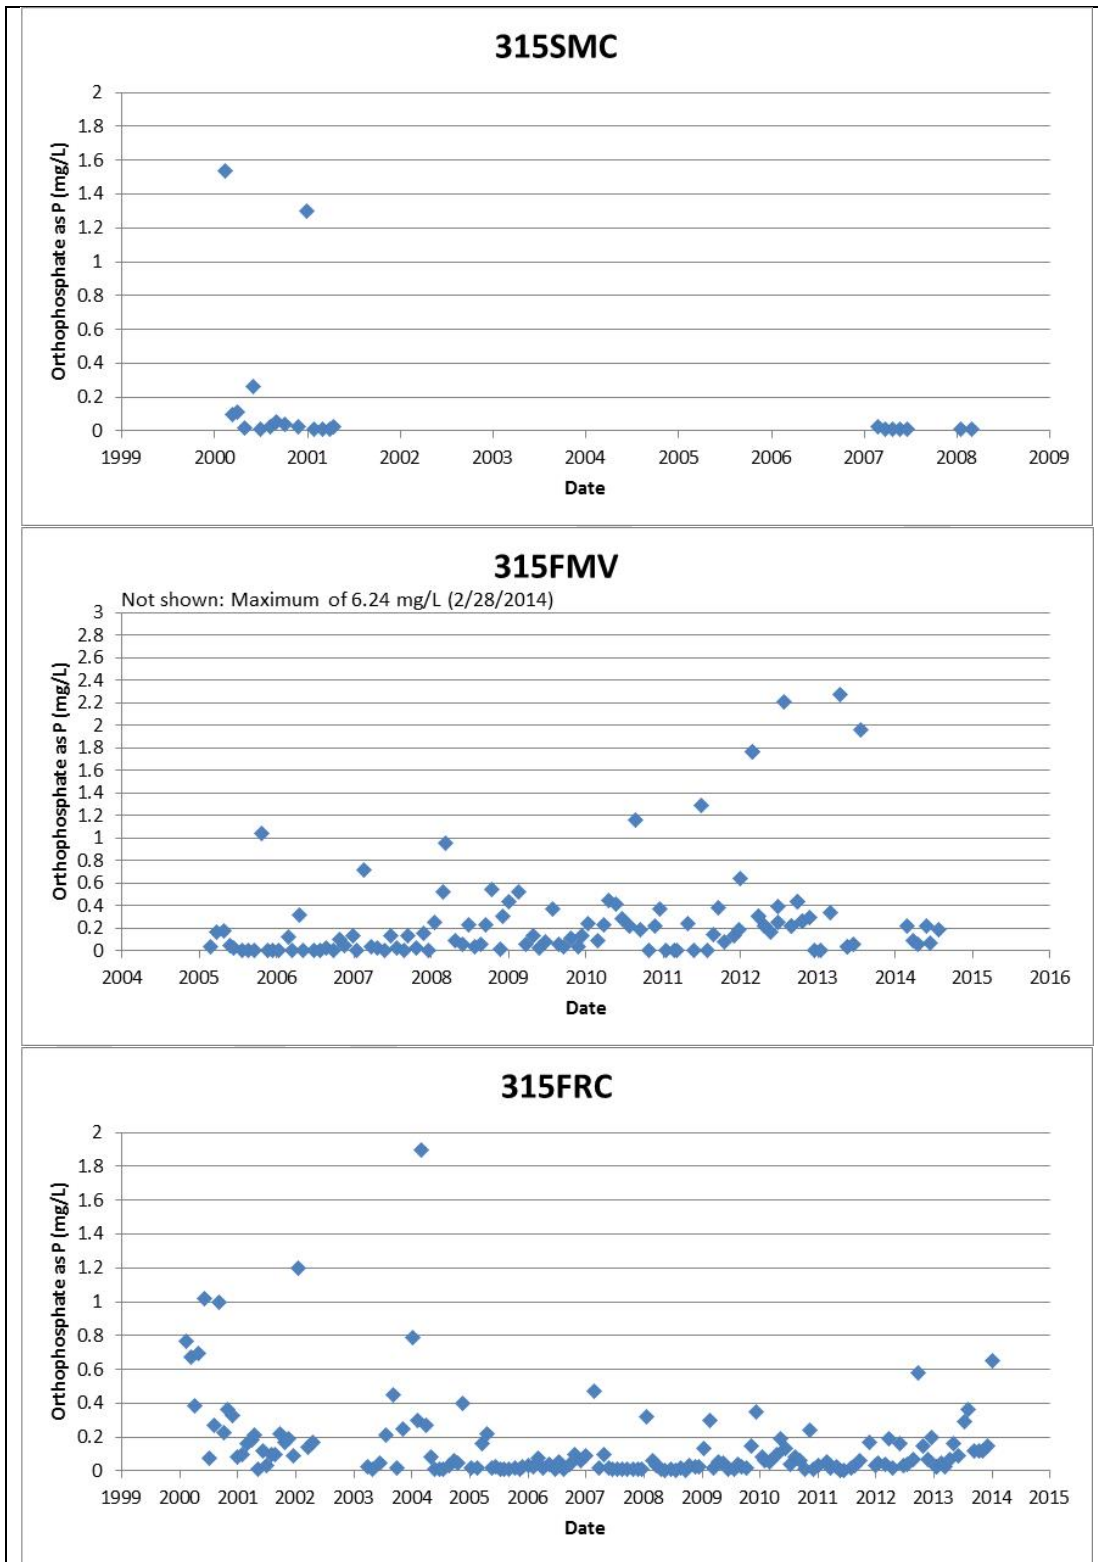 315SMC
2
1.8
1.6
1.4
1.2
1
0.8
0.6
0.4
0.2
0
Orthophosphate as P (mg/L)
1999 2000 2001 2002 2003 2004 2005 2006 2007 2008 2009
Date
315FMV
Not shown: Maximum of 6.24 mg/L (2/28/2014)
3
2.8
2.6
2.4
2.2
2
1.8
1.6
1.4
1.2
1
0.8
0.6
0.4
0.2
0
Orthophosphate as P (mg/L)
2004 2005 2006 2007 2008 2009 2010 2011 2012 2013 2014 2015 2016
Date
315FRC
2
1.8
1.6
1.4
1.2
1
0.8
0.6
0.4
0.2
0
Orthophosphate as P (mg/L)
1999 2000 2001 2002 2003 2004 2005 2006 2007 2008 2009 2010 2011 2012 2013 2014 2015
Date